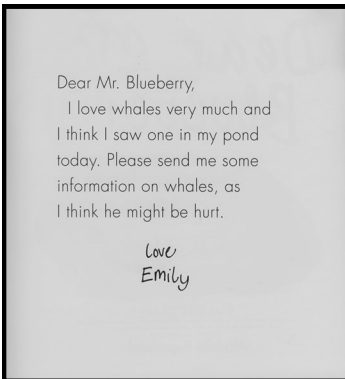 Dear Mr. Blueberry,
I love whales very much and
I think I saw one in my pond
today. Please send me some
information on whales, as
I think he might be hurt.
love
Emily